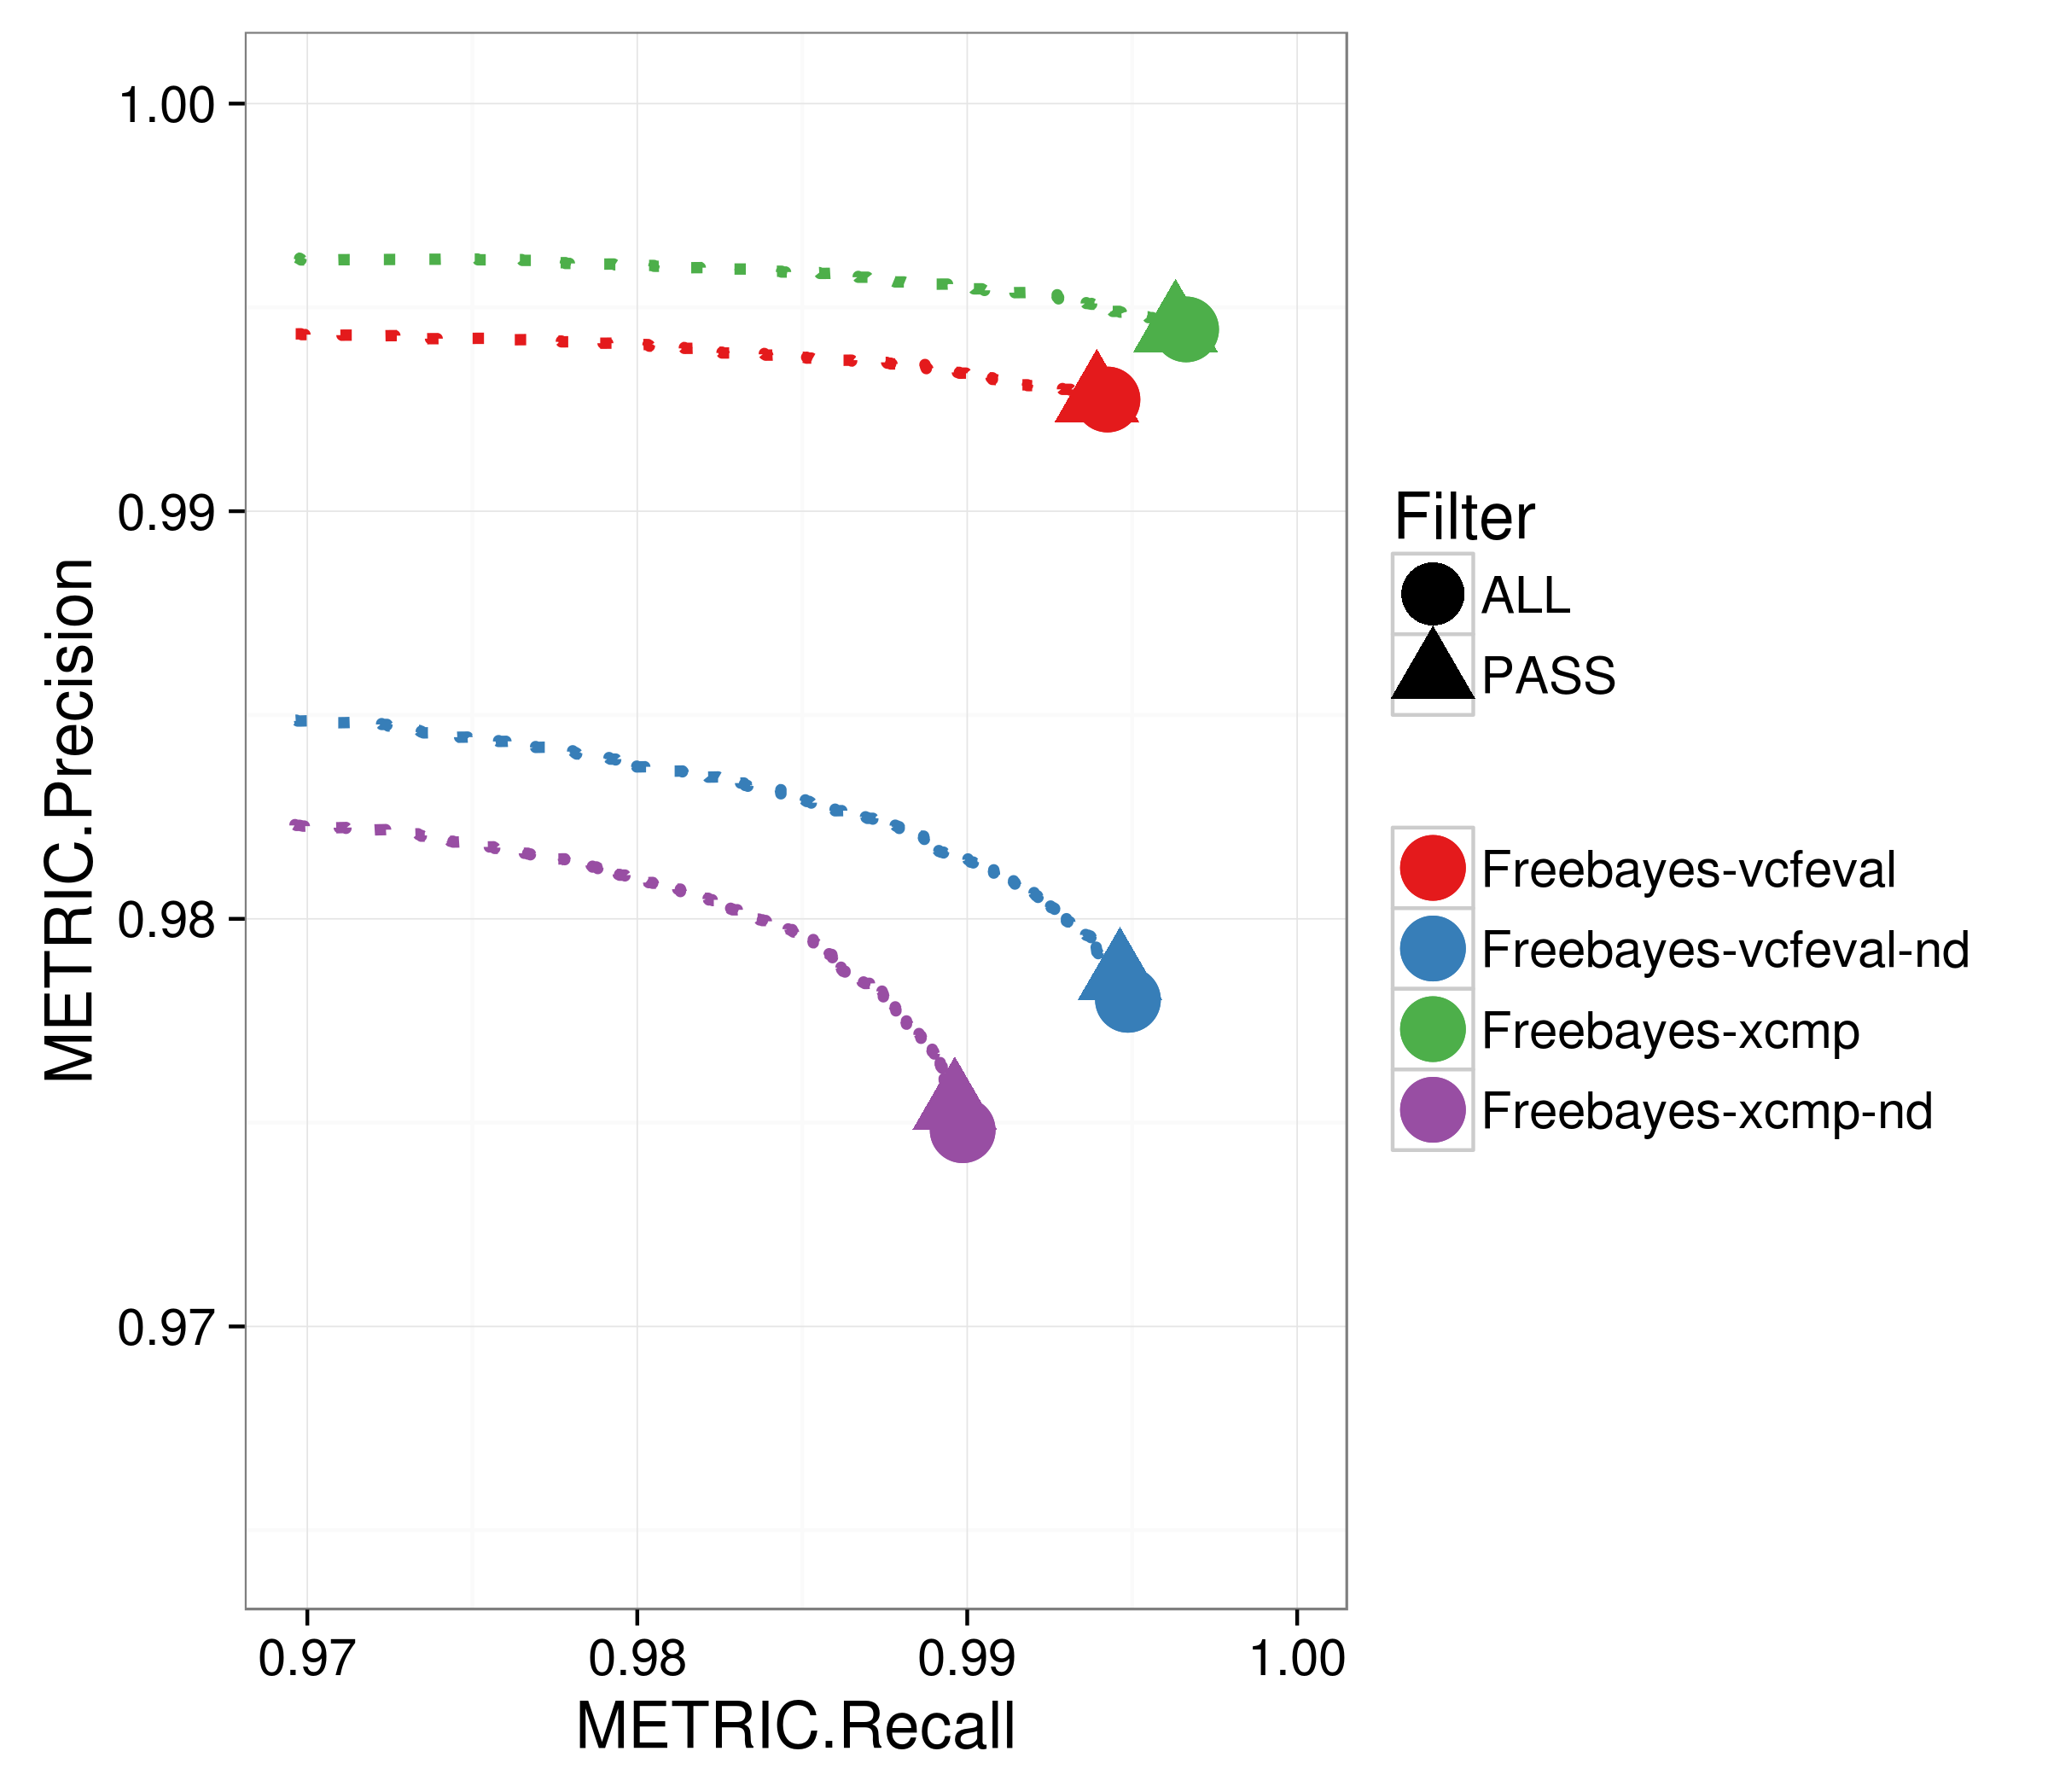 METRIC.Precision
1.00
0.99
0.98
0.97
0.97
0.98
0.99
1.00
METRIC.Recall
Filter
ALL
PASS
Freebayes-vcfeval
Freebayes-vcfeval-nd
Freebayes-xcmp
Freebayes-xcmp-nd